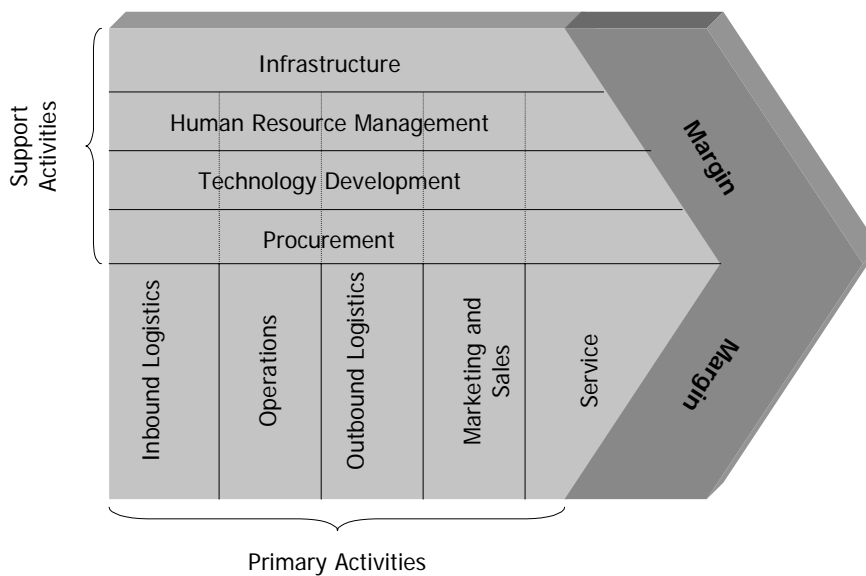 Infrastructure
Human Resource Management
Technology Development
Procurement
Support
Activities
Inbound Logistics
Operations
Outbound Logistics
Marketing and
Sales
Service
Margin
Margin
Primary Activities